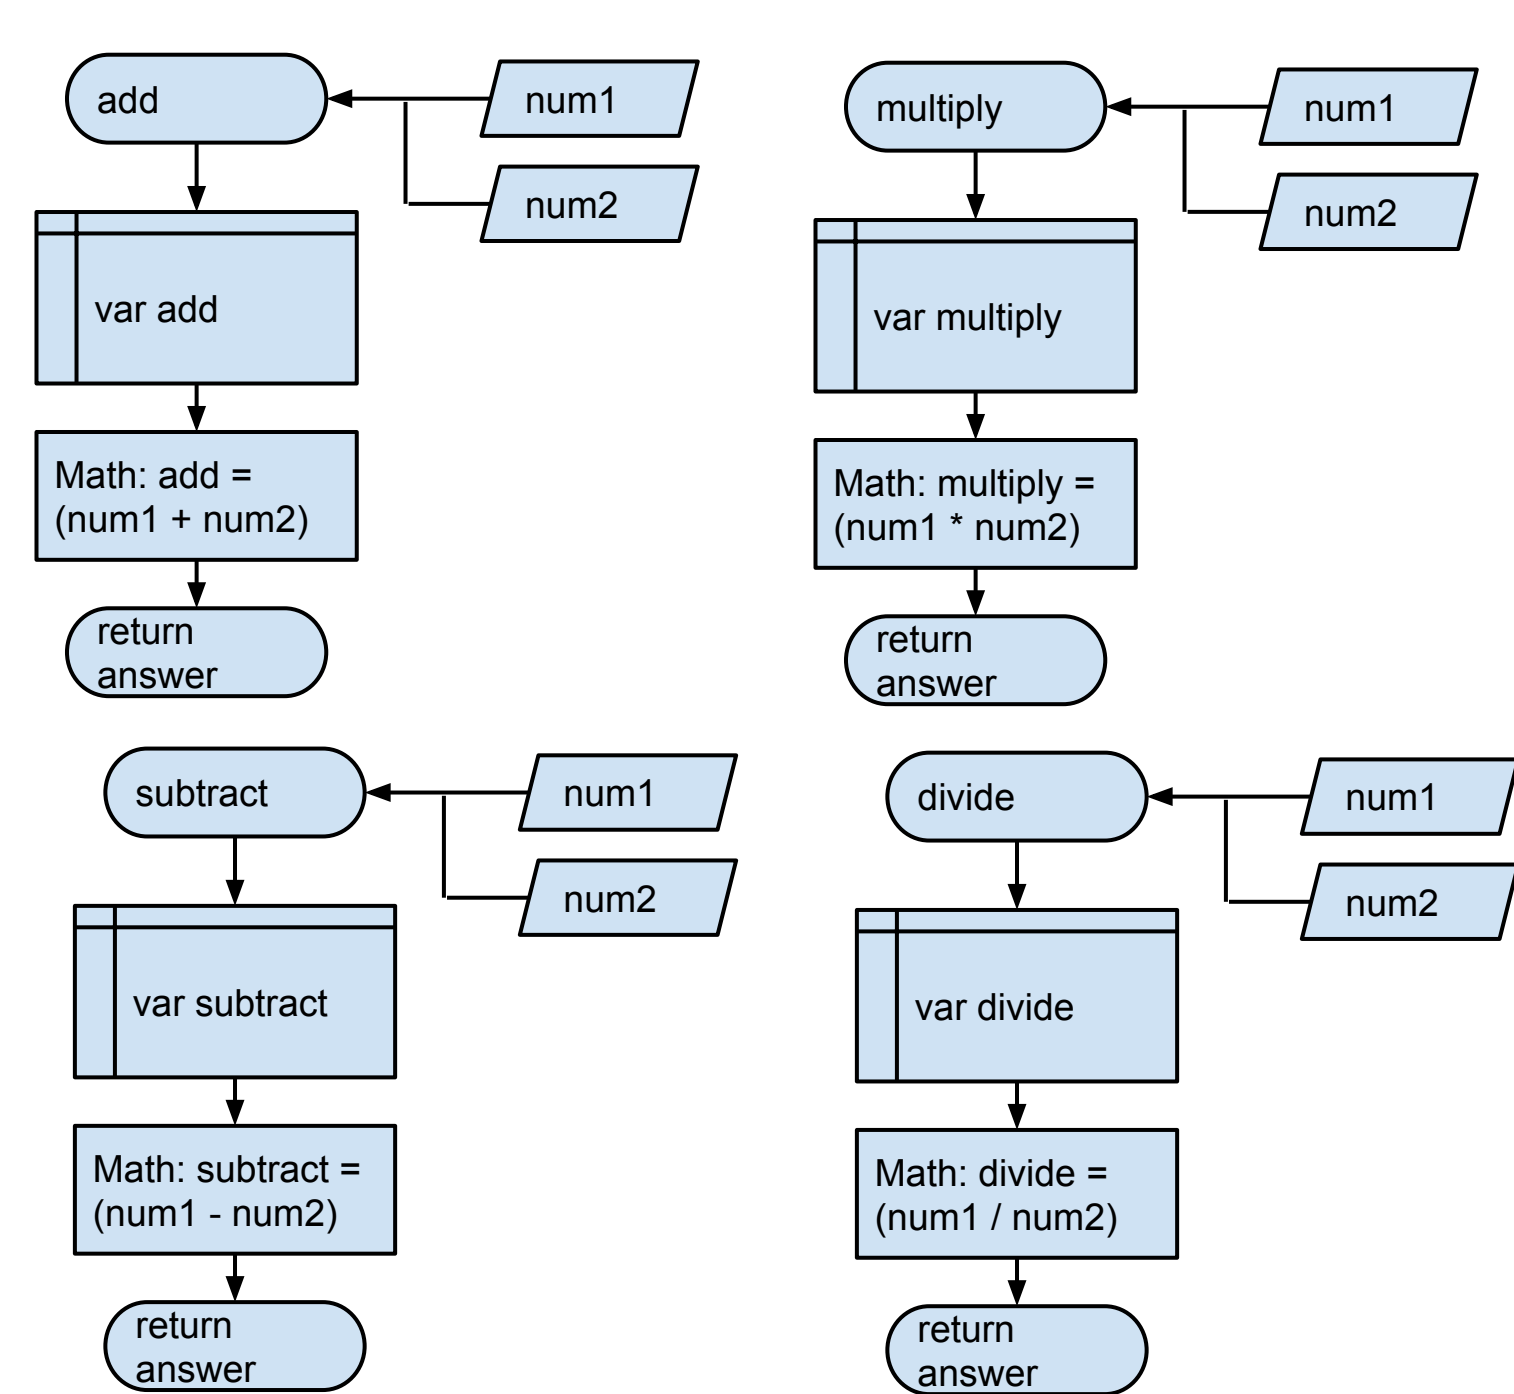 add
num1
num2
var add
Math: add =
(num1 + num2)
return
answer
multiply
num1
num2
var multiply
Math: multiply =
(num1 * num2)
return
answer
subtract
num1
num2
var subtract
Math: subtract =
(num1 - num2)
return
answer
divide
num1
num2
var divide
Math: divide =
(num1 / num2)
return
answer